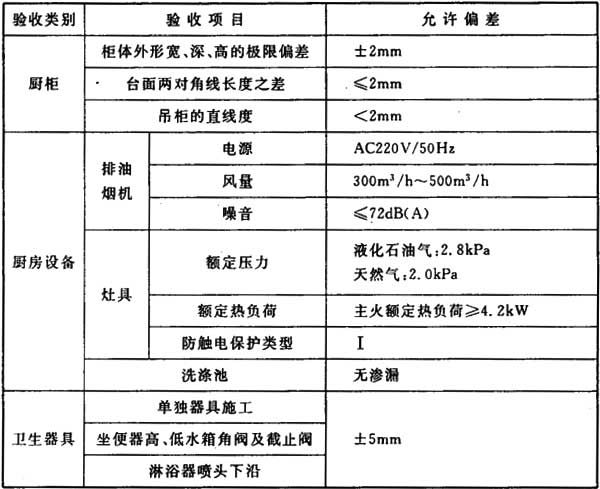 验收类别 验收项目 允许偏差
厨柜 柜体外形宽、深、高的极限偏差 ±2mm
台面两对角线长度之差 ≤2mm
吊柜的直线度 <2mm
厨房设备 排油烟机 电源 AC220V/50Hz
风量 300m³/h~500m³/h
噪音 ≤72dB(A)
灶具 额定压力 液化石油气:2.8kPa
天然气:2.0kPa
额定热负荷 主火额定热负荷≥4.2kW
防触电保护类型 I
洗涤池 无渗漏
卫生器具 单独器具施工 ±5mm
坐便器高、低水箱角阀及截止阀
淋浴器喷头下沿